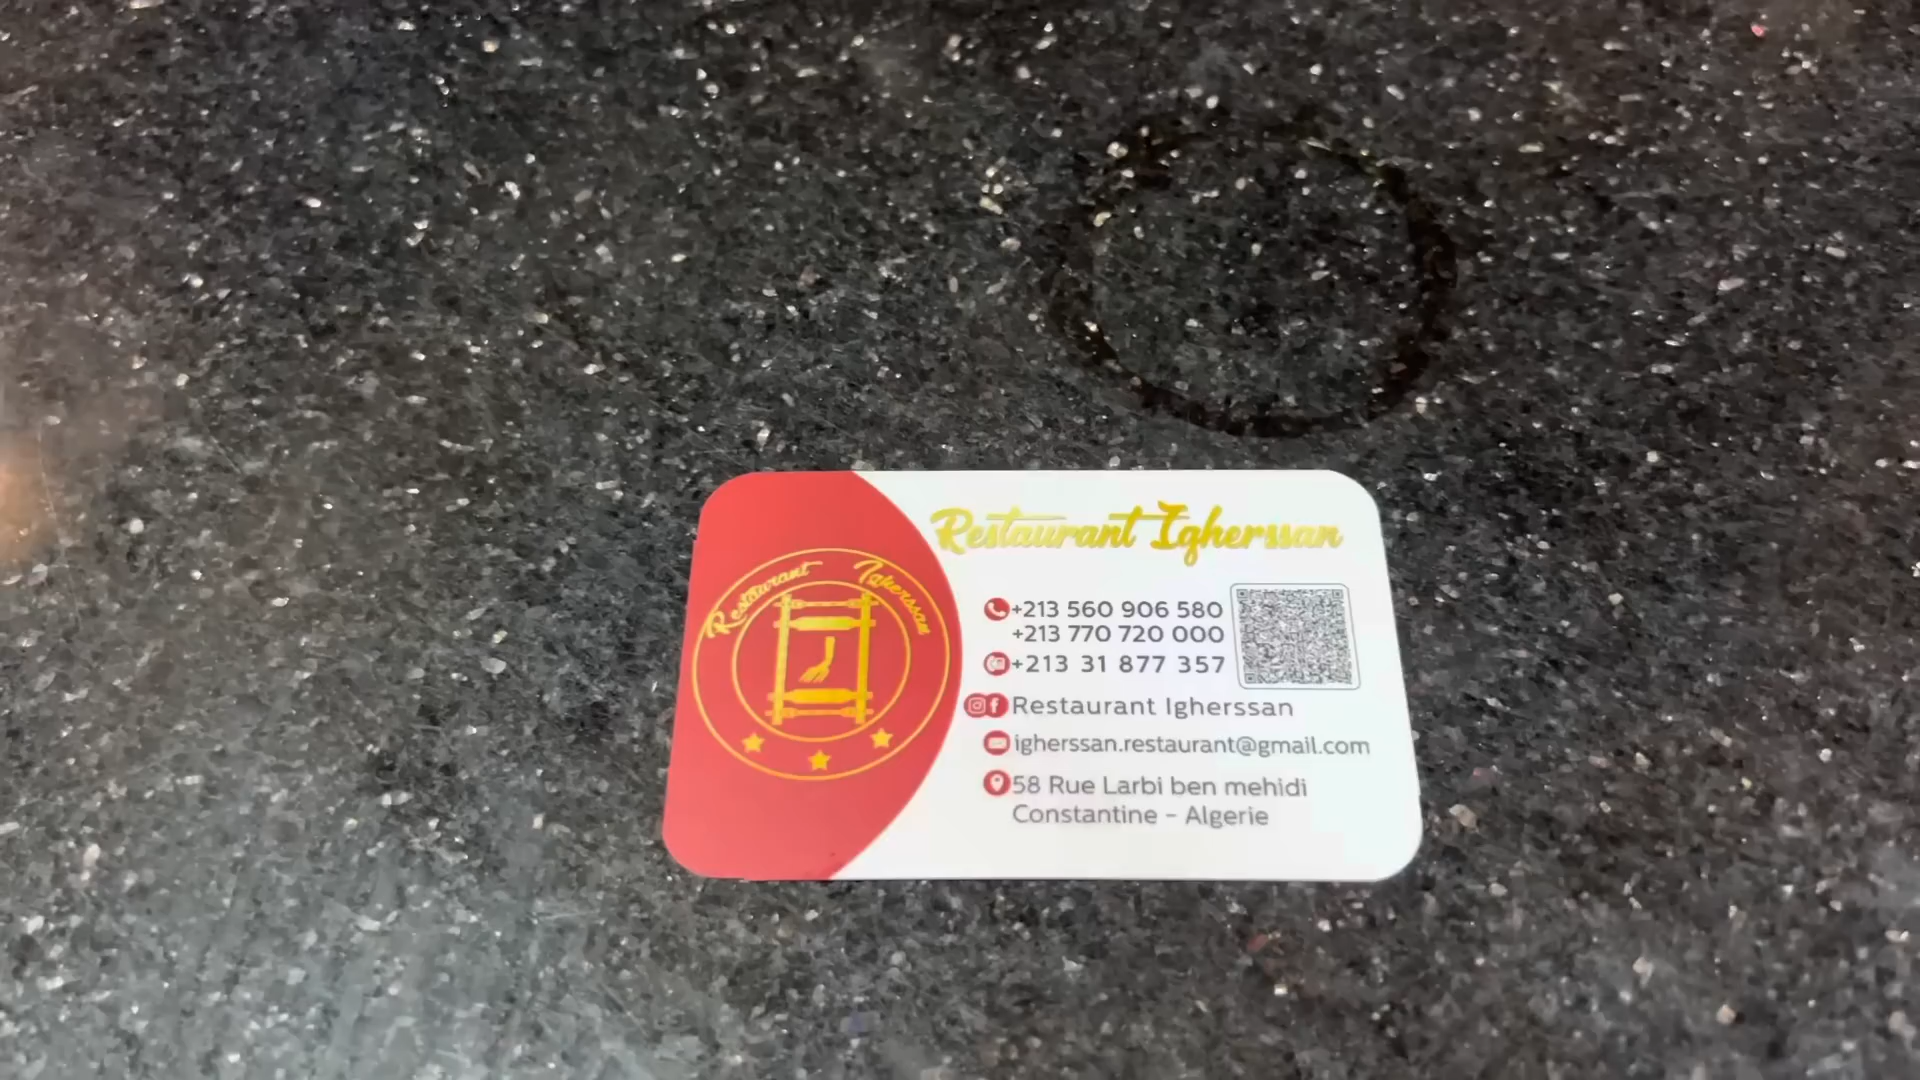 Restaurant Igherssan
Restaurant Igherssan
+213 560 906 580
+213 770 720 000
+213 31 877 357
Restaurant Igherssan
igherssan.restaurant@gmail.com
58 Rue Larbi ben mehidi
Constantine - Algerie